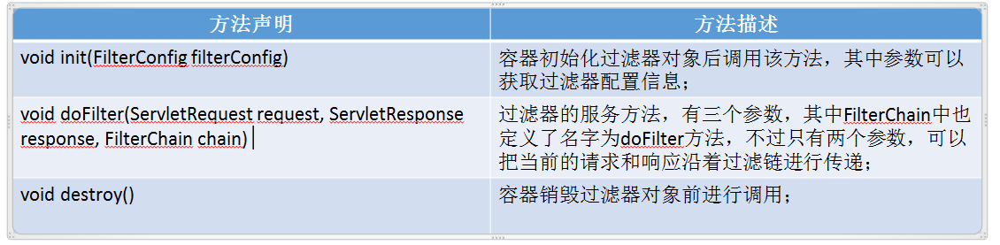 方法声明
方法描述
void init(FilterConfig filterConfig)
容器初始化过滤器对象后调用该方法，其中参数可以
获取过滤器配置信息；
void doFilter(ServletRequest request, ServletResponse
response, FilterChain chain)
过滤器的服务方法，有三个参数，其中FilterChain中也
定义了名字为doFilter方法，不过只有两个参数，可以
把当前的请求和响应沿着过滤链进行传递；
void destroy()
容器销毁过滤器对象前进行调用；